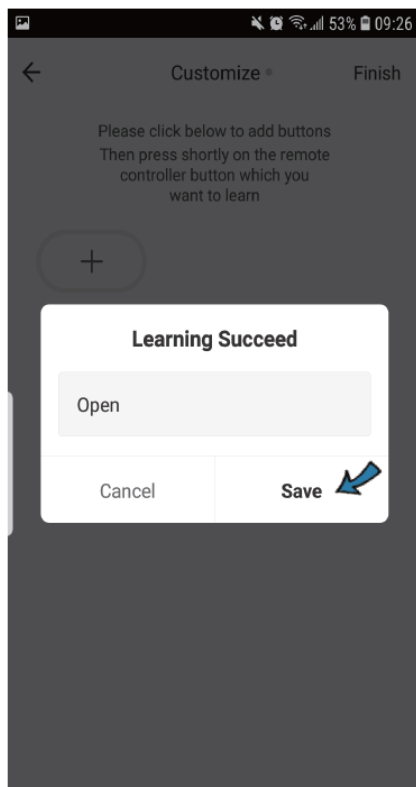 53% 09:26
Customize
Finish
Please click below to add buttons
Then press shortly on the remote
controller button which you
want to learn
+
Learning Succeed
Open
Cancel
Save